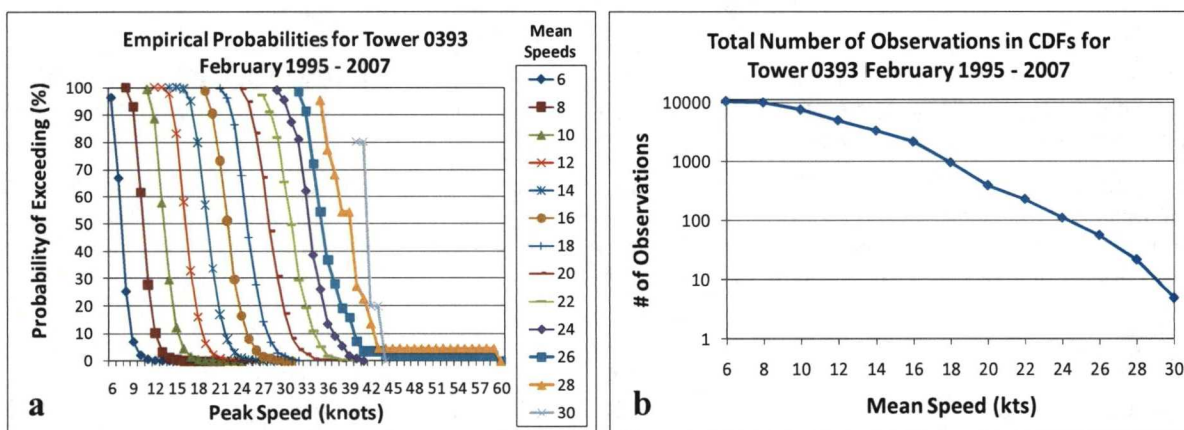 Empirical Probabilities for Tower 0393
February 1995 - 2007
Mean
Speeds
Probability of Exceeding (%)
100
90
80
70
60
50
40
30
20
10
0
6 9 12 15 18 21 24 27 30 33 36 39 42 45 48 51 54 57 60
Peak Speed (knots)
6
8
10
12
14
16
18
20
22
24
26
28
30
a
Total Number of Observations in CDFs for
Tower 0393 February 1995 - 2007
# of Observations
10000
1000
100
10
1
6 8 10 12 14 16 18 20 22 24 26 28 30
Mean Speed (kts)
b